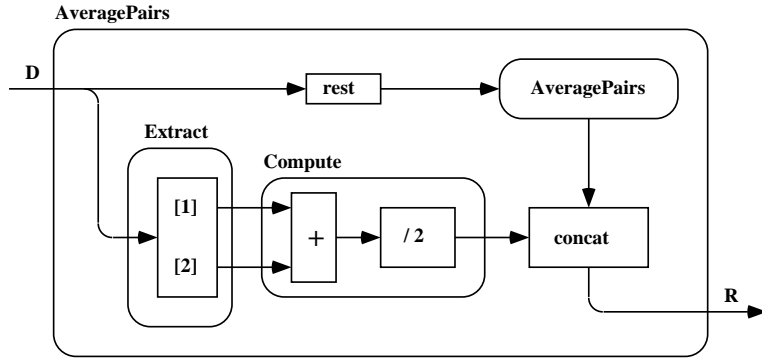 AveragePairs
D
rest
AveragePairs
Extract
Compute
[1]
+
/ 2
concat
[2]
R